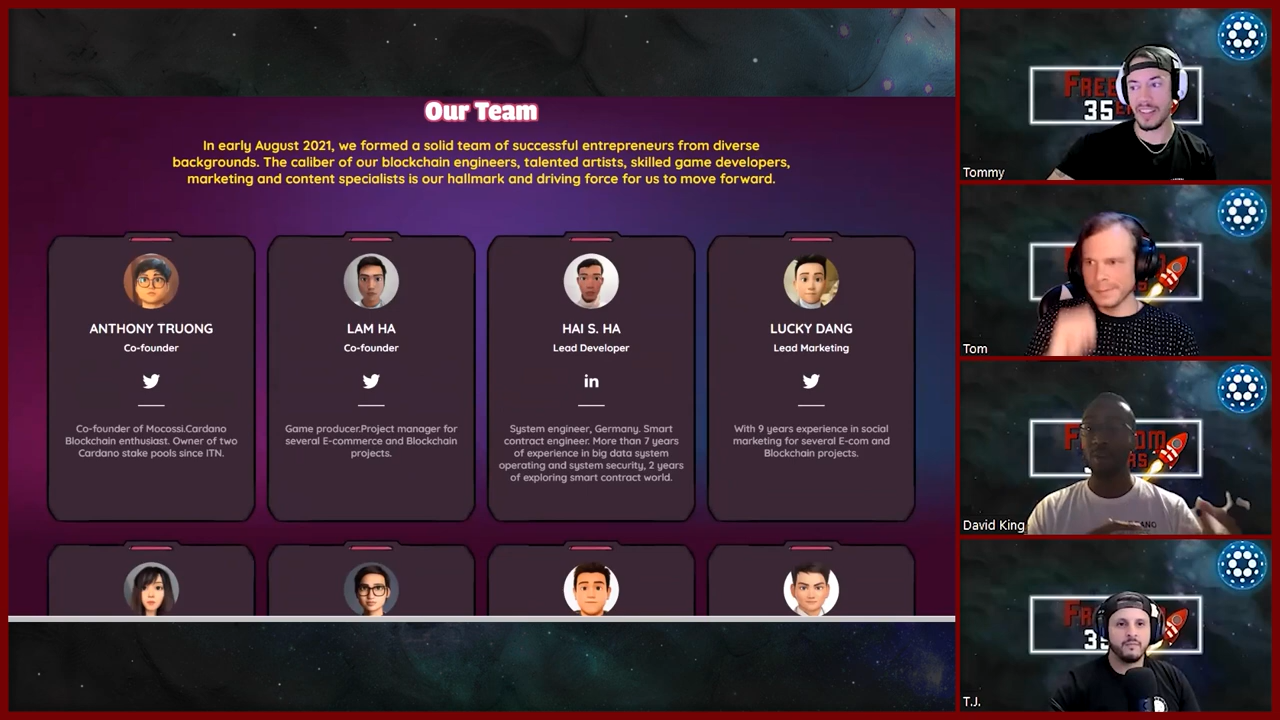 Our Team
In early August 2021, we formed a solid team of successful entrepreneurs from diverse
backgrounds. The caliber of our blockchain engineers, talented artists, skilled game developers,
marketing and content specialists is our hallmark and driving force for us to move forward.
ANTHONY TRUONG
Co-founder
Co-founder of Mocossi.Cardano
Blockchain enthusiast. Owner of two
Cardano stake pools since ITN.
LAM HA
Co-founder
Game producer.Project manager for
several E-commerce and Blockchain
projects.
HAI S. HA
Lead Developer
in
System engineer, Germany. Smart
contract engineer. More than 7 years
of experience in big data system
operating and system security, 2 years
of exploring smart contract world.
LUCKY DANG
Lead Marketing
With 9 years experience in social
marketing for several E-com and
Blockchain projects.
35
Tommy
Tom
David King
35
T.J.